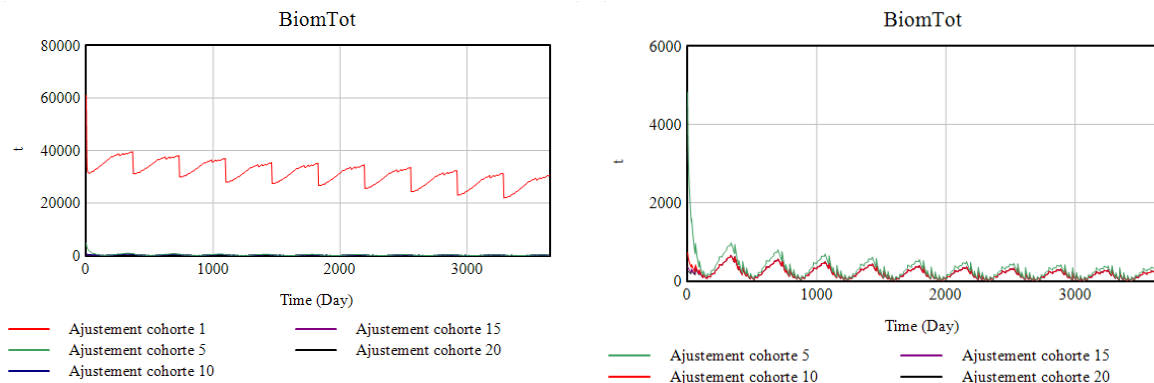 BiomTot
80000
60000
40000
20000
0
t
0
1000
2000
3000
Time (Day)
Ajustement cohorte 1
Ajustement cohorte 15
Ajustement cohorte 5
Ajustement cohorte 20
Ajustement cohorte 10
BiomTot
6000
4000
2000
0
t
0
1000
2000
3000
Time (Day)
Ajustement cohorte 5
Ajustement cohorte 15
Ajustement cohorte 10
Ajustement cohorte 20